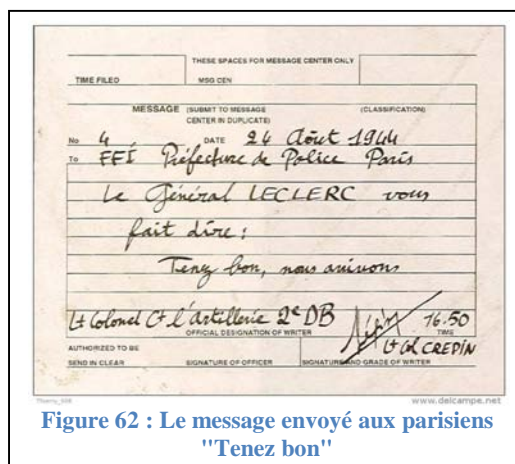 THESE SPACES FOR MESSAGE CENTER ONLY
TIME FILED MSG CEN
MESSAGE (SUBMIT TO MESSAGE CENTER IN DUPLICATE) (CLASSIFICATION)
No 4 DATE 24 Août 1944
To FFI Préfecture de Police Paris
Le Général LECLERC vous
fait dire :
Tenez bon, nous arrivons
Lt Colonel Ct l'artillerie 2e DB 16.50
OFFICIAL DESIGNATION OF WRITER TIME
Lt Col CREPIN
AUTHORIZED TO BE
SEND IN CLEAR SIGNATURE OF OFFICER SIGNATURE AND GRADE OF WRITER
www.delcampe.net
Figure 62 : Le message envoyé aux parisiens
"Tenez bon"